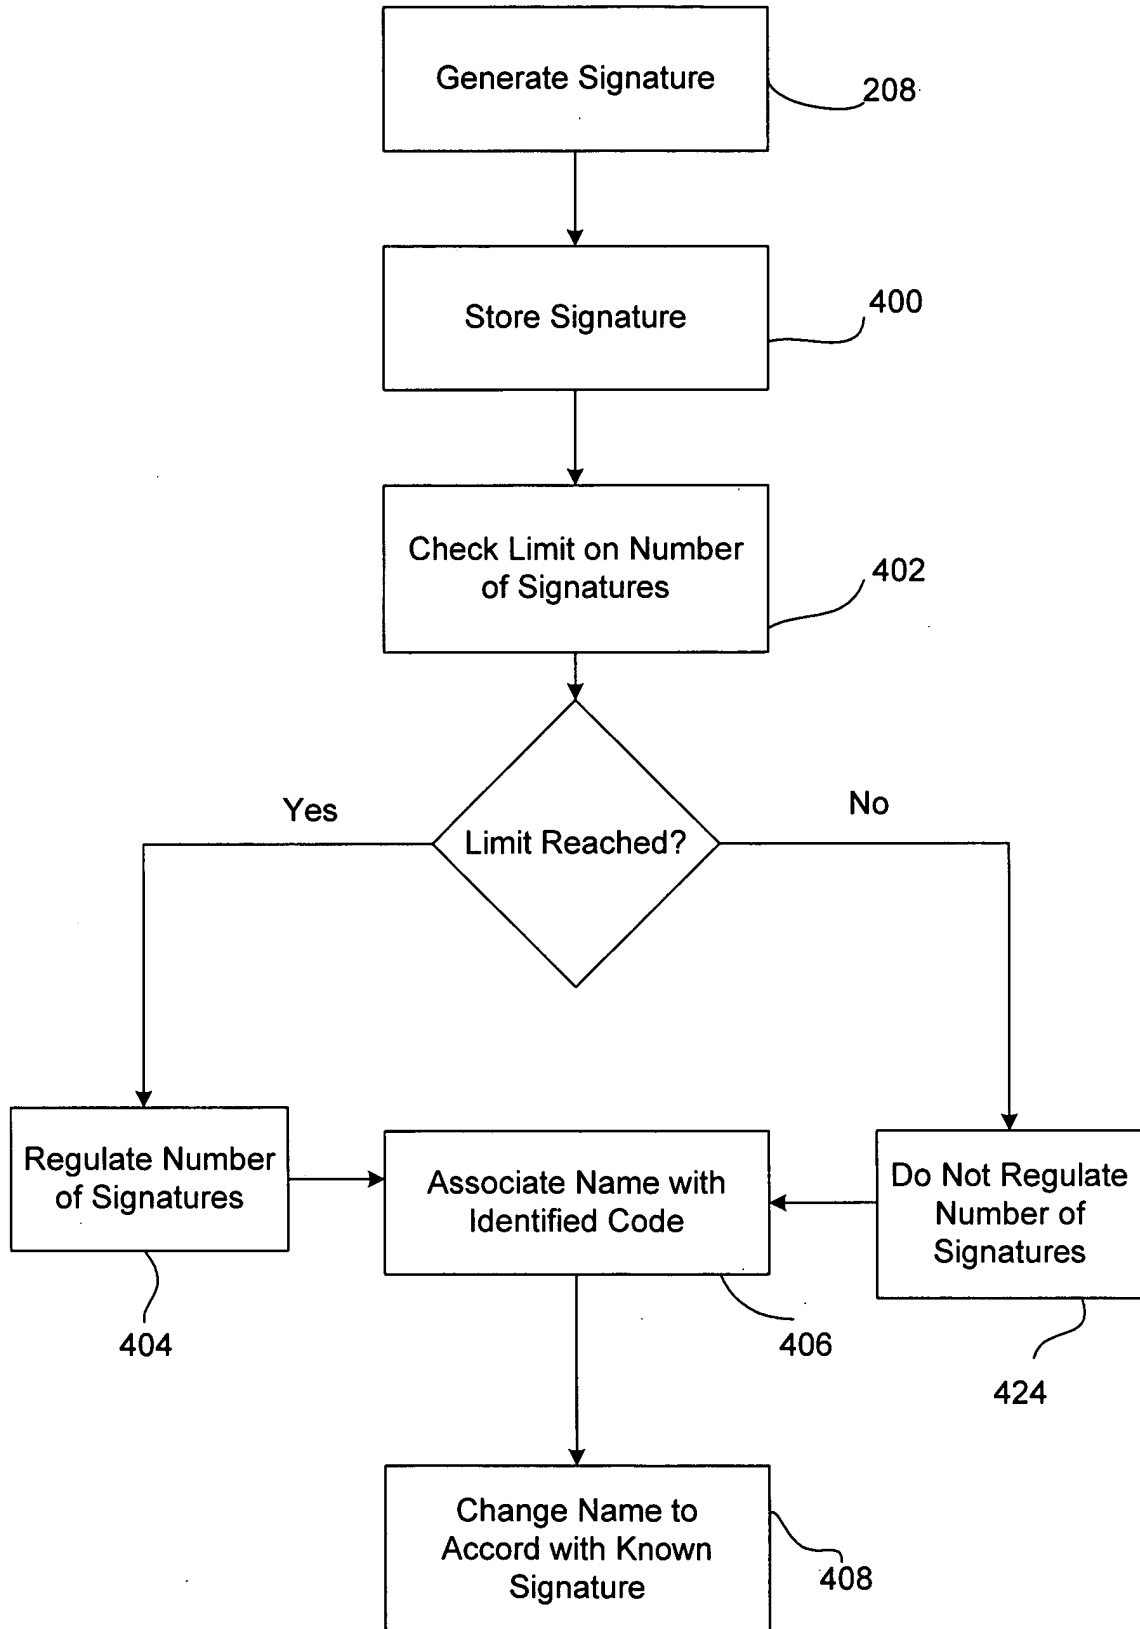 Generate Signature
208
Store Signature
400
Check Limit on Number
of Signatures
402
Yes
No
Limit Reached?
Regulate Number
of Signatures
Associate Name with
Identified Code
Do Not Regulate
Number of
Signatures
404
406
424
Change Name to
Accord with Known
Signature
408